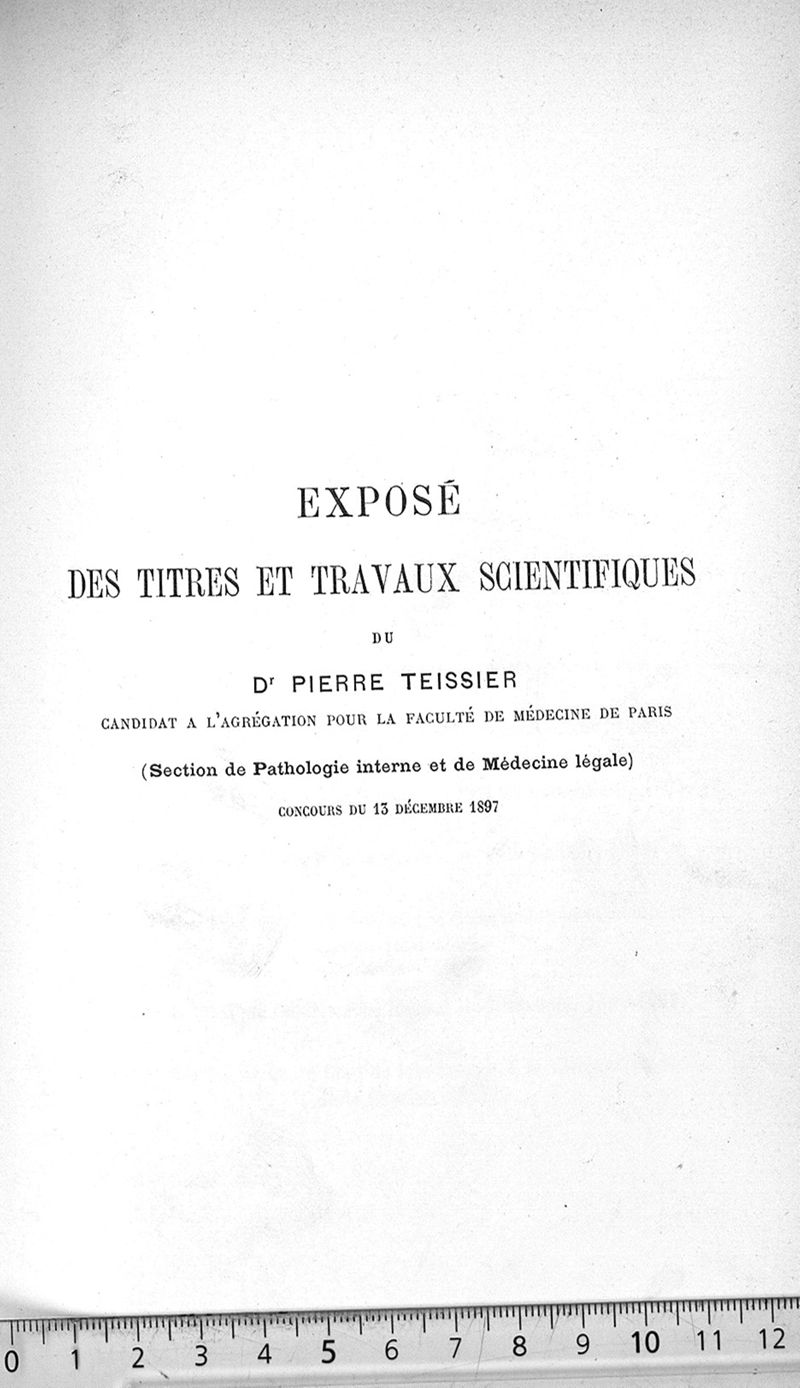 EXPOSÉ
DES TITRES ET TRAVAUX SCIENTIFIQUES
DU
Dʳ PIERRE TEISSIER
CANDIDAT A L'AGRÉGATION POUR LA FACULTÉ DE MÉDECINE DE PARIS
(Section de Pathologie interne et de Médecine légale)
CONCOURS DU 13 DÉCEMBRE 1897
0 1 2 3 4 5 6 7 8 9 10 11 12